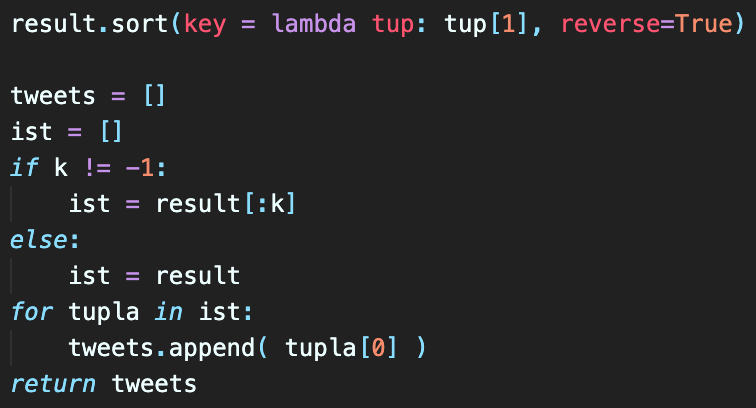 result.sort(key = lambda tup: tup[1], reverse=True)

tweets = []
ist = []
if k != -1:
    ist = result[:k]
else:
    ist = result
for tupla in ist:
    tweets.append( tupla[0] )
return tweets